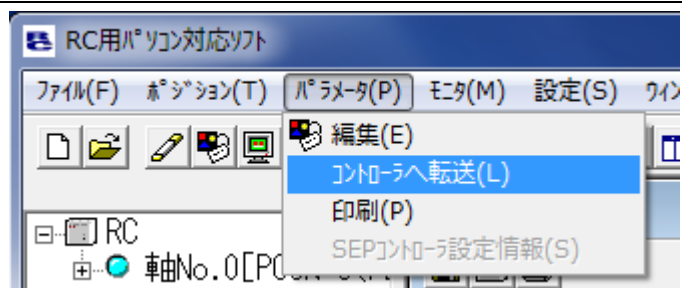 RC用ﾊﾟｿｺﾝ対応ｿﾌﾄ
ﾌｧｲﾙ(F) ﾎﾟｼﾞｼｮﾝ(T) ﾊﾟﾗﾒｰﾀ(P) ﾓﾆﾀ(M) 設定(S)
編集(E)
ｺﾝﾄﾛｰﾗへ転送(L)
印刷(P)
SEPｺﾝﾄﾛｰﾗ設定情報(S)
RC
軸No.0